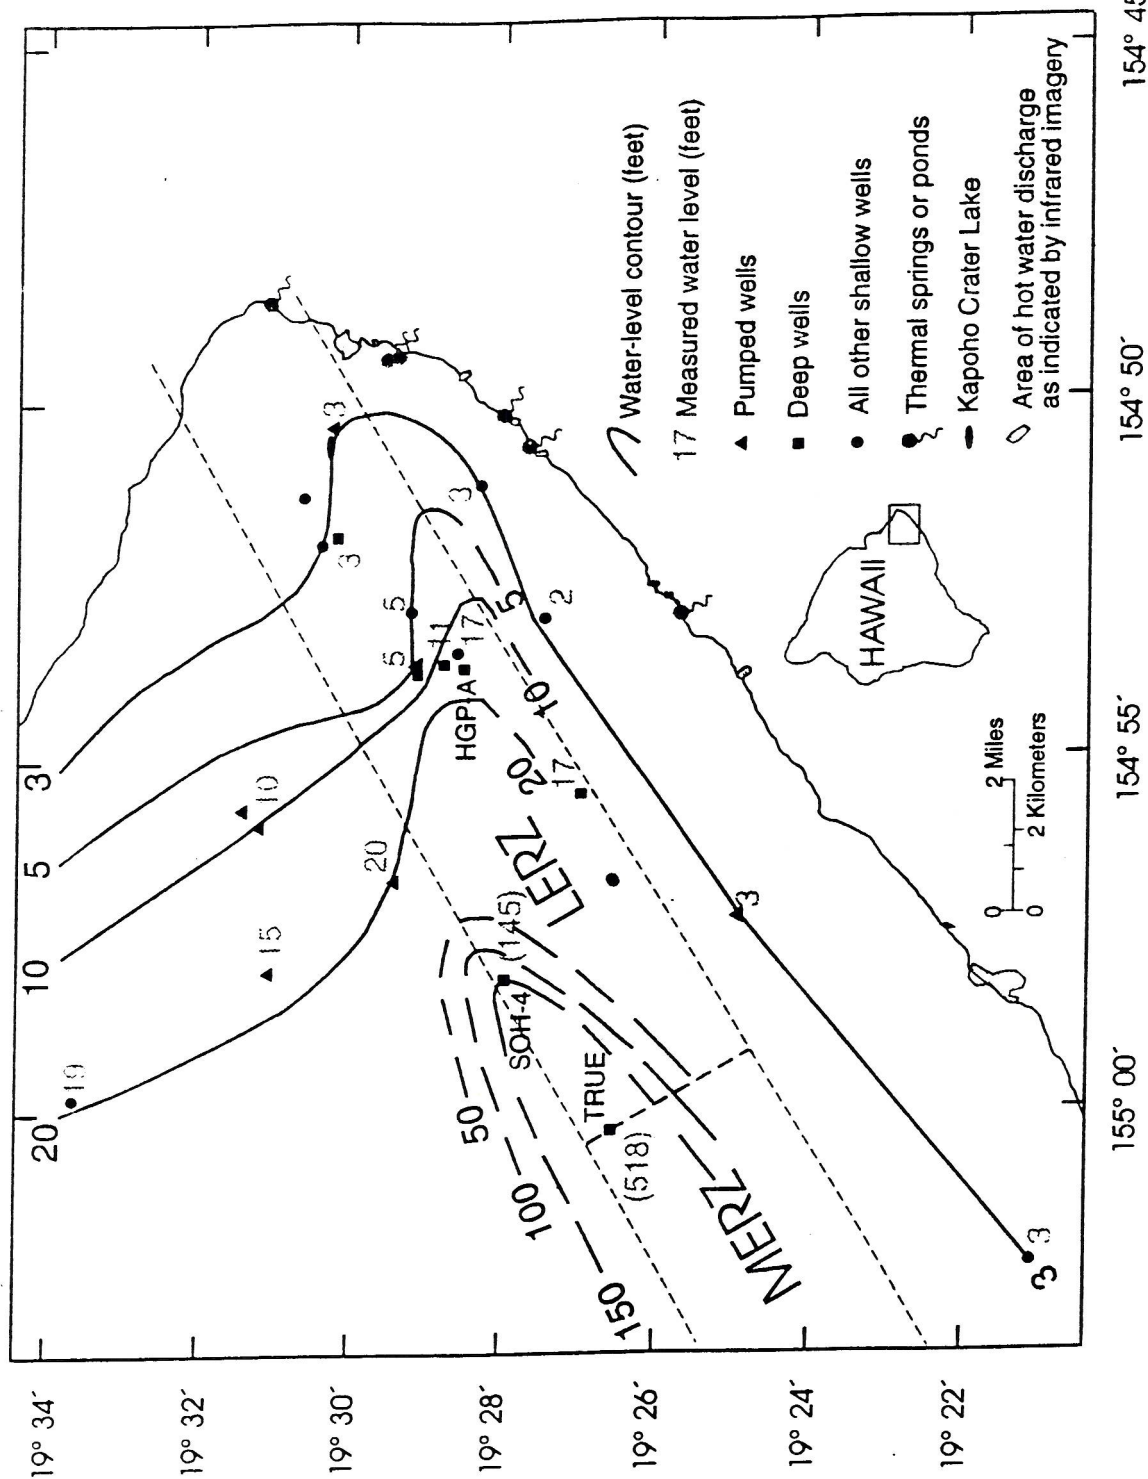 20
10
5
3
19
15
10
20
5
5
3
3
11
17
HGP-A
3
5
10
20
2
17
LERZ
3
50
100
150
SOH-4
(145)
TRUE
(518)
MERZ
3
3
Water-level contour (feet)
17 Measured water level (feet)
Pumped wells
Deep wells
All other shallow wells
Thermal springs or ponds
Kapoho Crater Lake
Area of hot water discharge
as indicated by infrared imagery
HAWAII
0 2 Miles
0 2 Kilometers
19° 34´
19° 32´
19° 30´
19° 28´
19° 26´
19° 24´
19° 22´
155° 00´
154° 55´
154° 50´
154° 45